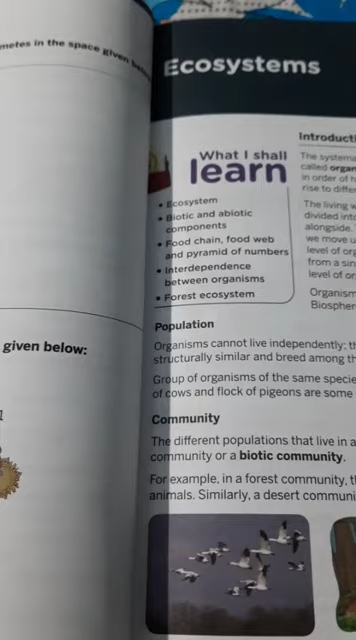 metes in the space given
given below:
Ecosystems
What I shall
learn
• Ecosystem
• Biotic and abiotic
components
• Food chain, food web
and pyramid of numbers
• Interdependence
between organisms
• Forest ecosystem
Introducti
The systema
called organ
in order of h
rise to differ
The living w
divided into
alongside.
we move u
level of org
from a sin
level of or
Organism
Biospher
Population
Organisms cannot live independently; th
structurally similar and breed among th
Group of organisms of the same specie
of cows and flock of pigeons are some
Community
The different populations that live in a
community or a biotic community.
For example, in a forest community, t
animals. Similarly, a desert communi